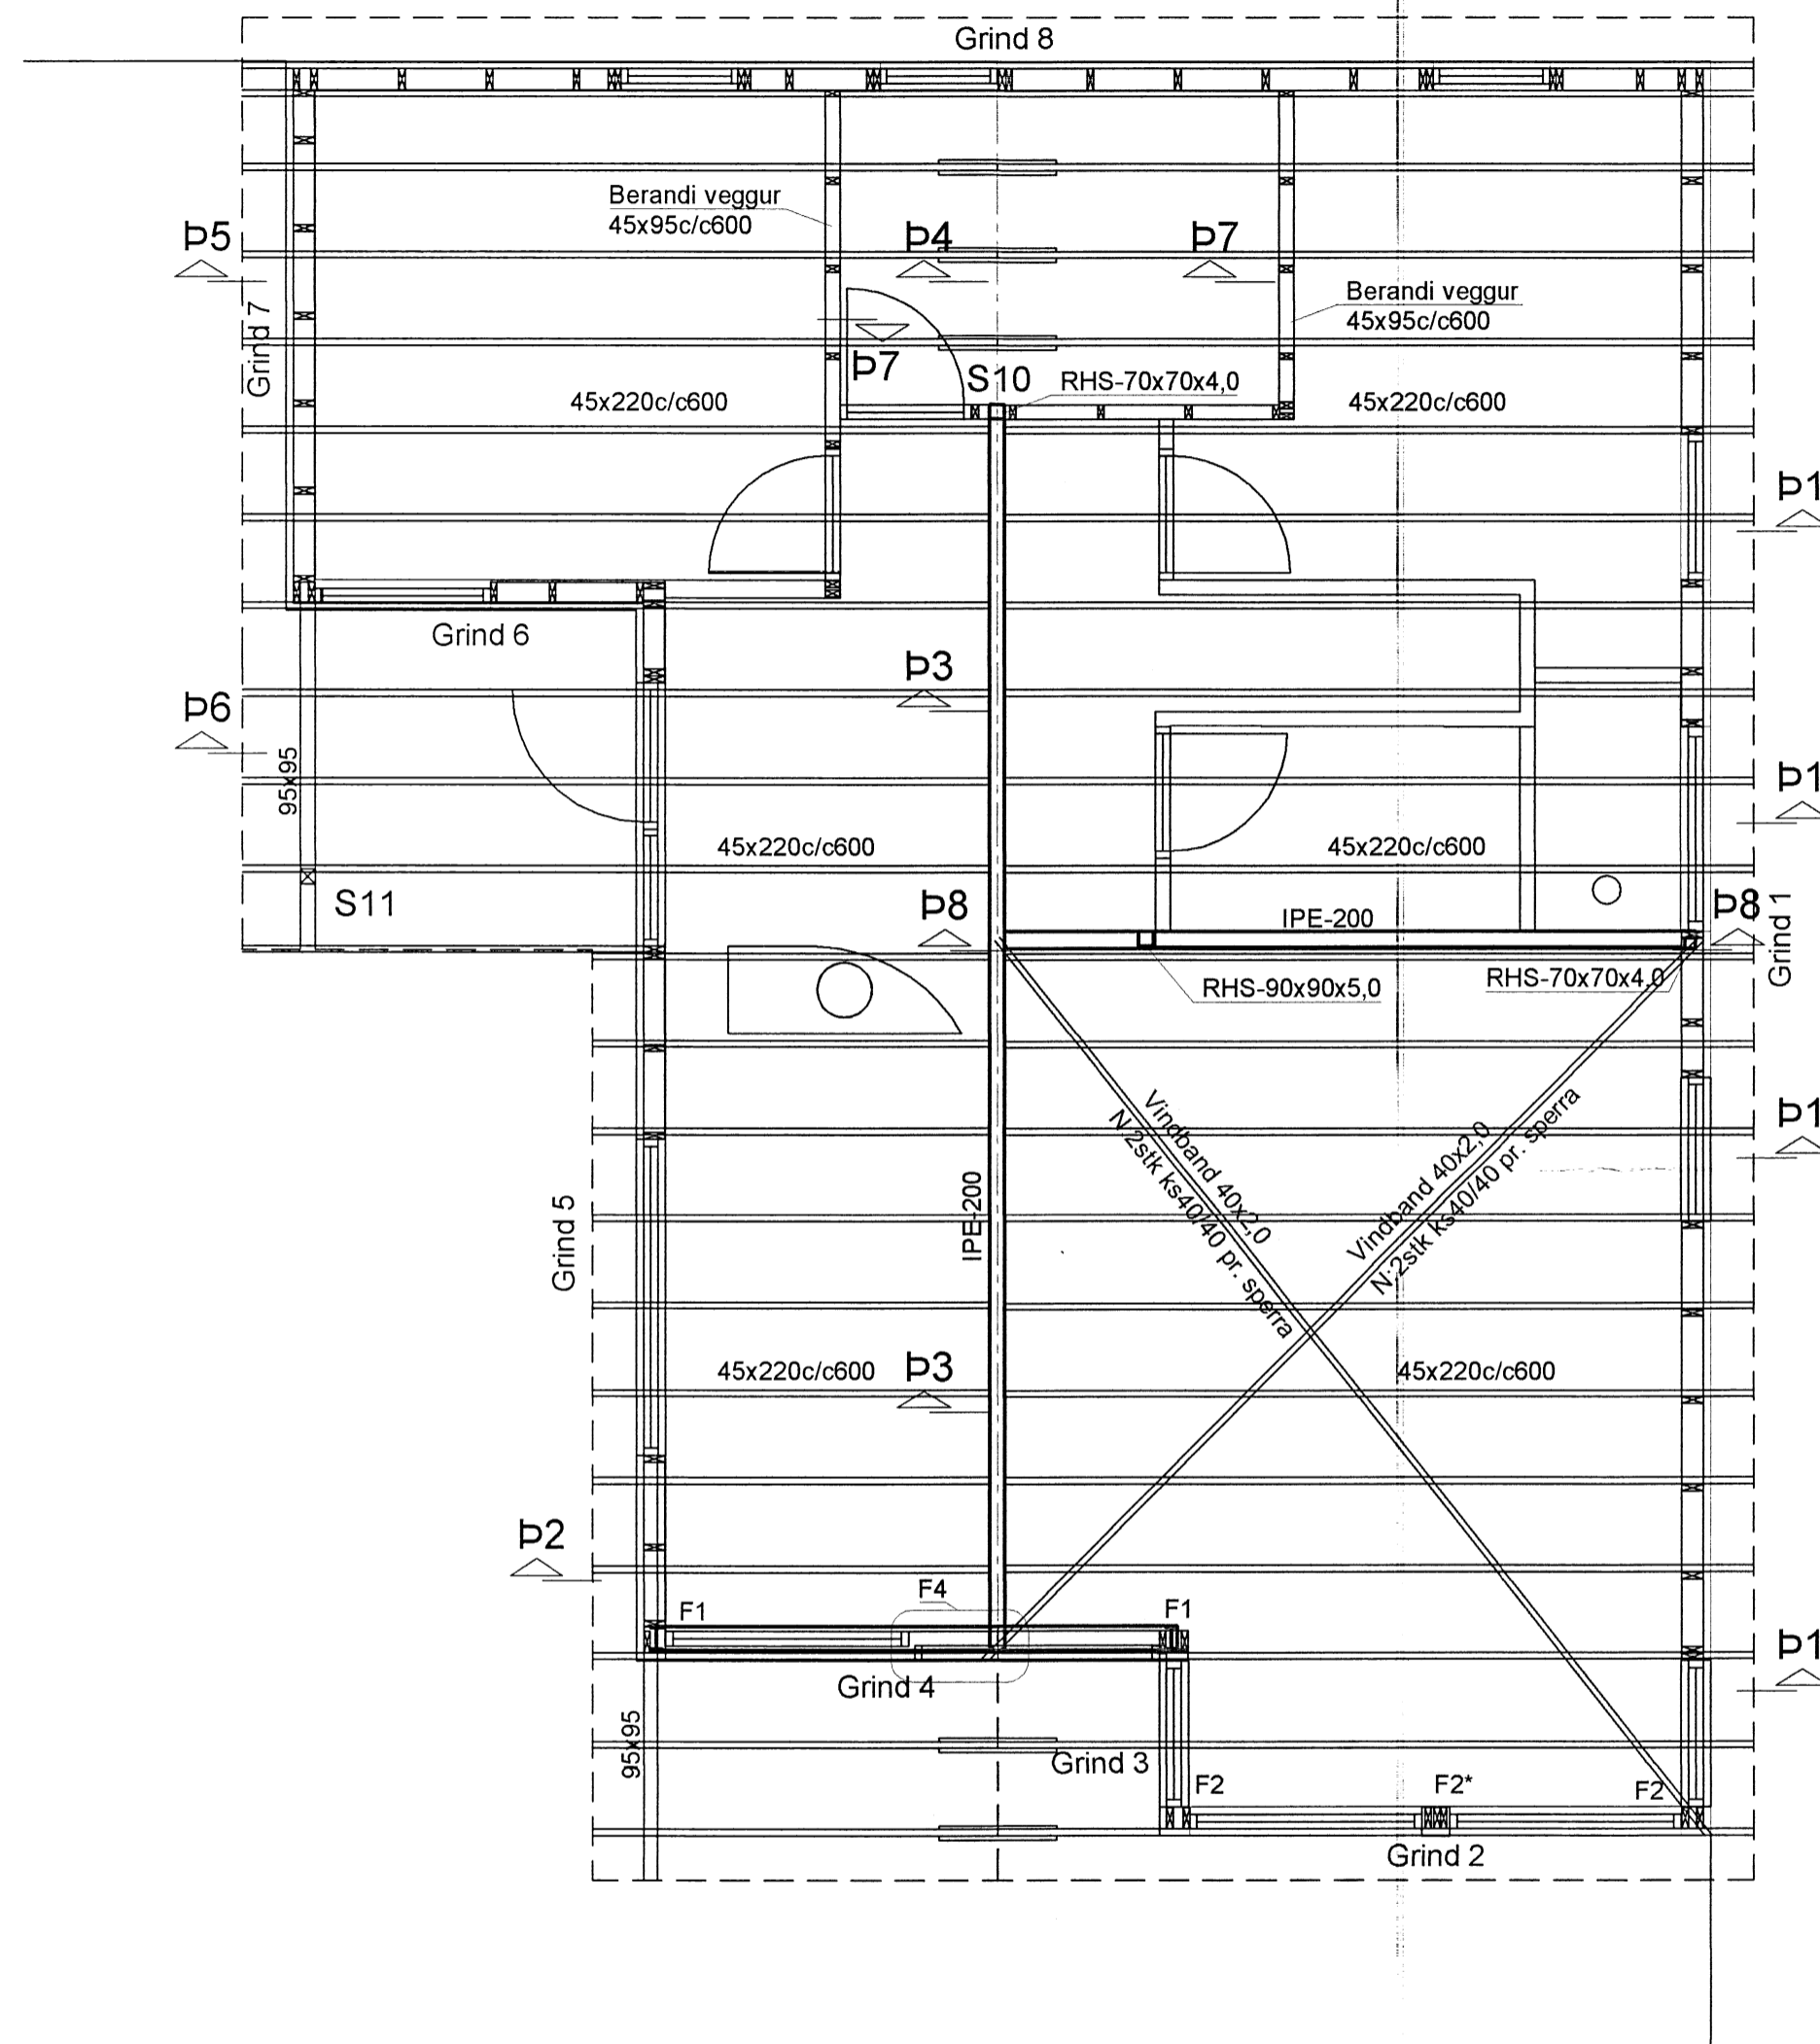 Grind 8
Berandi veggur
45x95c/c600
Þ5
Þ4
Þ7
Berandi veggur
45x95c/c600
Grind 7
Þ7
S10
RHS-70x70x4,0
45x220c/c600
45x220c/c600
Þ1
Grind 6
Þ3
Þ6
95x95
Þ1
45x220c/c600
45x220c/c600
S11
Þ8
IPE-200
Þ8
Grind 1
RHS-90x90x5,0
RHS-70x70x4,0
Vindband 40x2,0
N:2stk ks40/40 pr. sperra
Vindband 40x2,0
N:2stk ks40/40 pr. sperra
Þ1
Grind 5
IPE-200
45x220c/c600
Þ3
45x220c/c600
Þ2
F4
F1
F1
Þ1
Grind 4
95x95
Grind 3
F2
F2*
F2
Grind 2